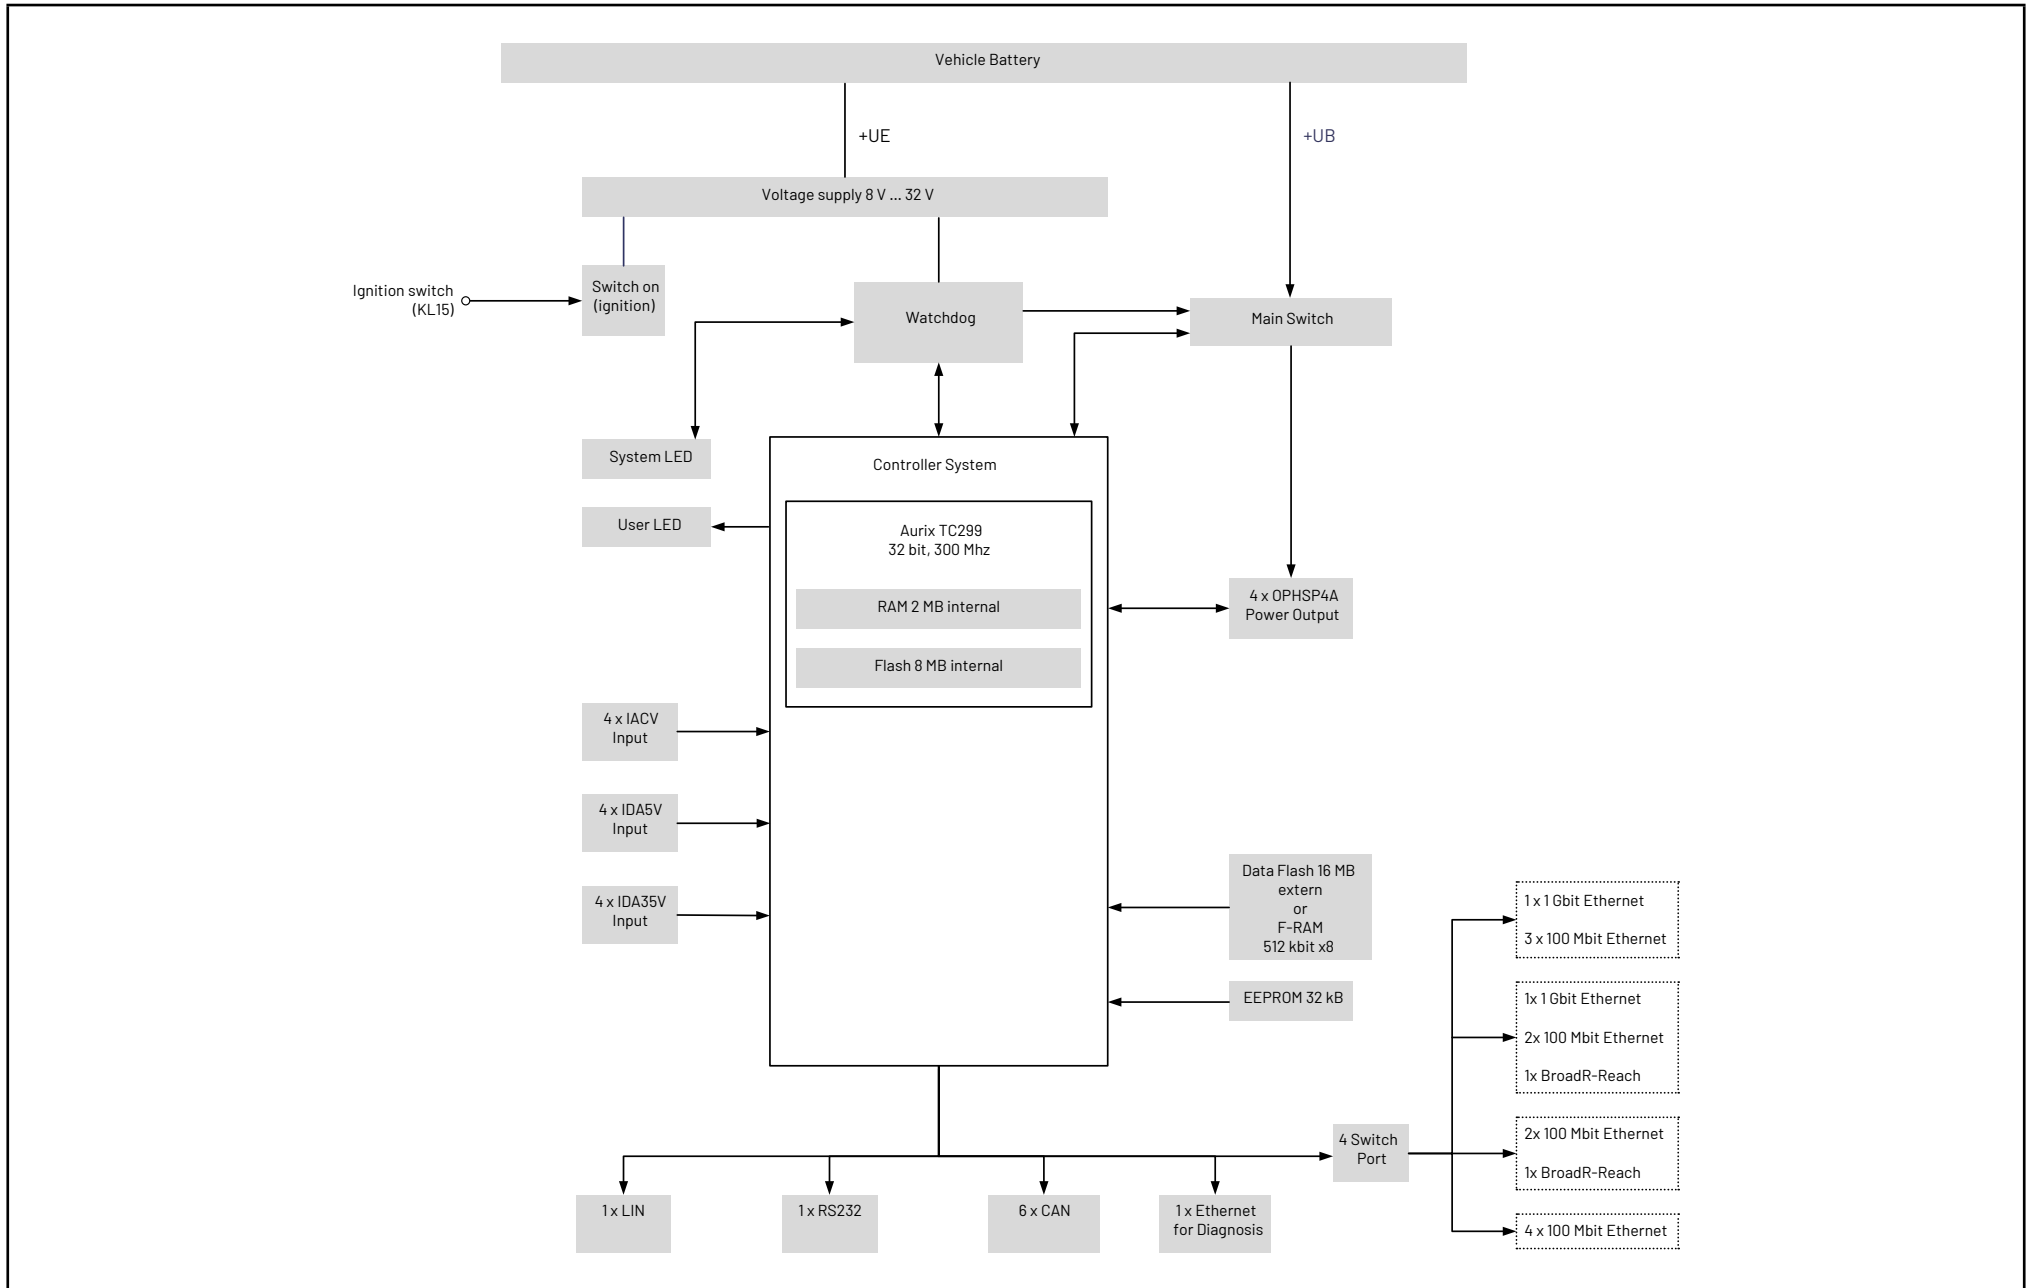 Vehicle Battery
+UE
+UB
Voltage supply 8 V ... 32 V
Ignition switch
(KL15)
Switch on
(ignition)
Watchdog
Main Switch
System LED
Controller System
User LED
Aurix TC299
32 bit, 300 Mhz
RAM 2 MB internal
4 x OPHSP4A
Power Output
Flash 8 MB internal
4 x IACV
Input
4 x IDA5V
Input
4 x IDA35V
Input
Data Flash 16 MB
extern
or
F-RAM
512 kbit x8
EEPROM 32 kB
1 x 1 Gbit Ethernet
3 x 100 Mbit Ethernet
1x 1 Gbit Ethernet
2x 100 Mbit Ethernet
1x BroadR-Reach
4 Switch
Port
2x 100 Mbit Ethernet
1x BroadR-Reach
4 x 100 Mbit Ethernet
1 x LIN
1 x RS232
6 x CAN
1 x Ethernet
for Diagnosis